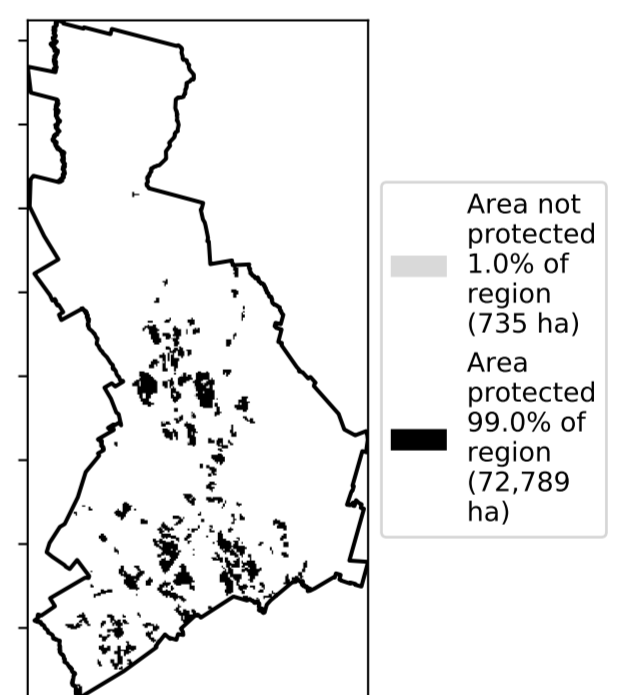 Area not
protected
1.0% of
region
(735 ha)
Area
protected
99.0% of
region
(72,789
ha)